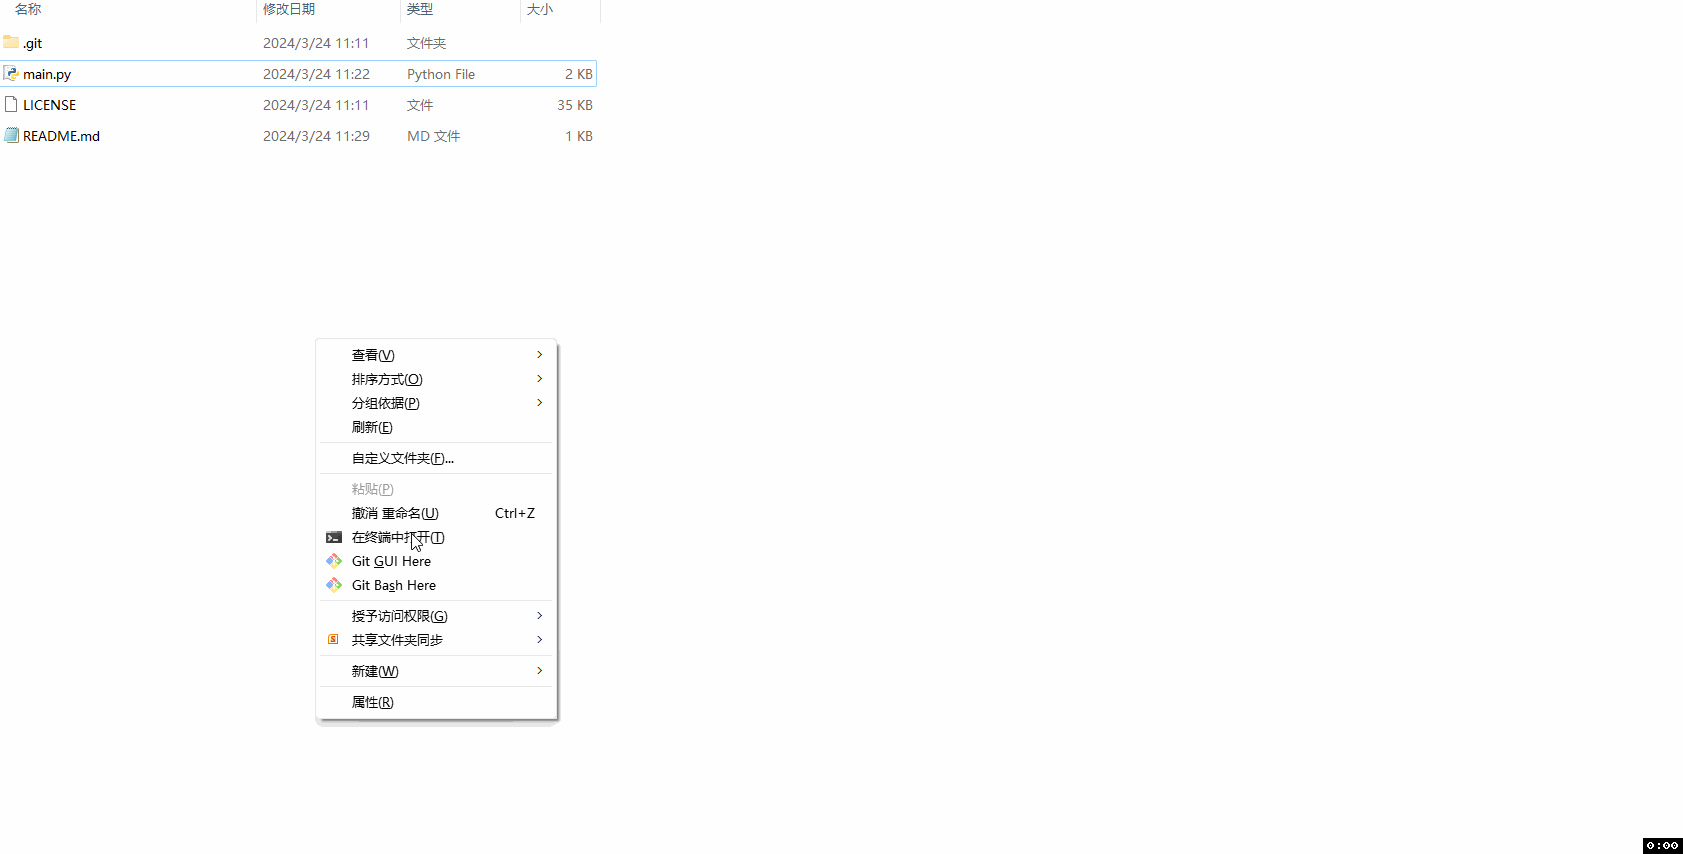 名称 修改日期 类型 大小
.git 2024/3/24 11:11 文件夹
main.py 2024/3/24 11:22 Python File 2 KB
LICENSE 2024/3/24 11:11 文件 35 KB
README.md 2024/3/24 11:29 MD 文件 1 KB
查看(V)
排序方式(O)
分组依据(P)
刷新(E)
自定义文件夹(F)...
粘贴(P)
撤消 重命名(U) Ctrl+Z
在终端中打开(T)
Git GUI Here
Git Bash Here
授予访问权限(G)
共享文件夹同步
新建(W)
属性(R)
0:00